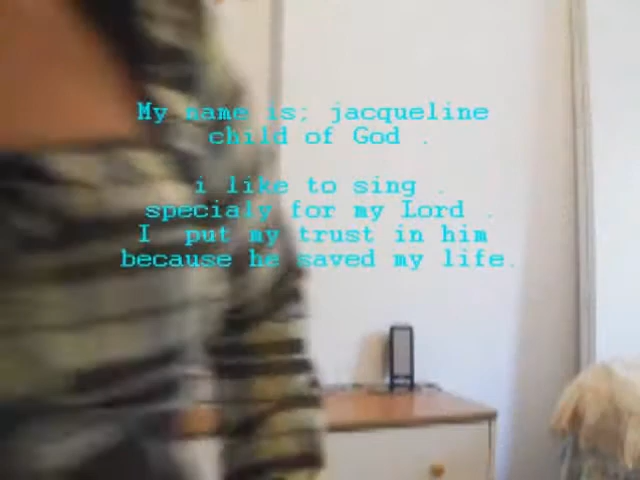 My name is; jacqueline
child of God .
i like to sing .
specialy for my Lord .
I put my trust in him
because he saved my life.